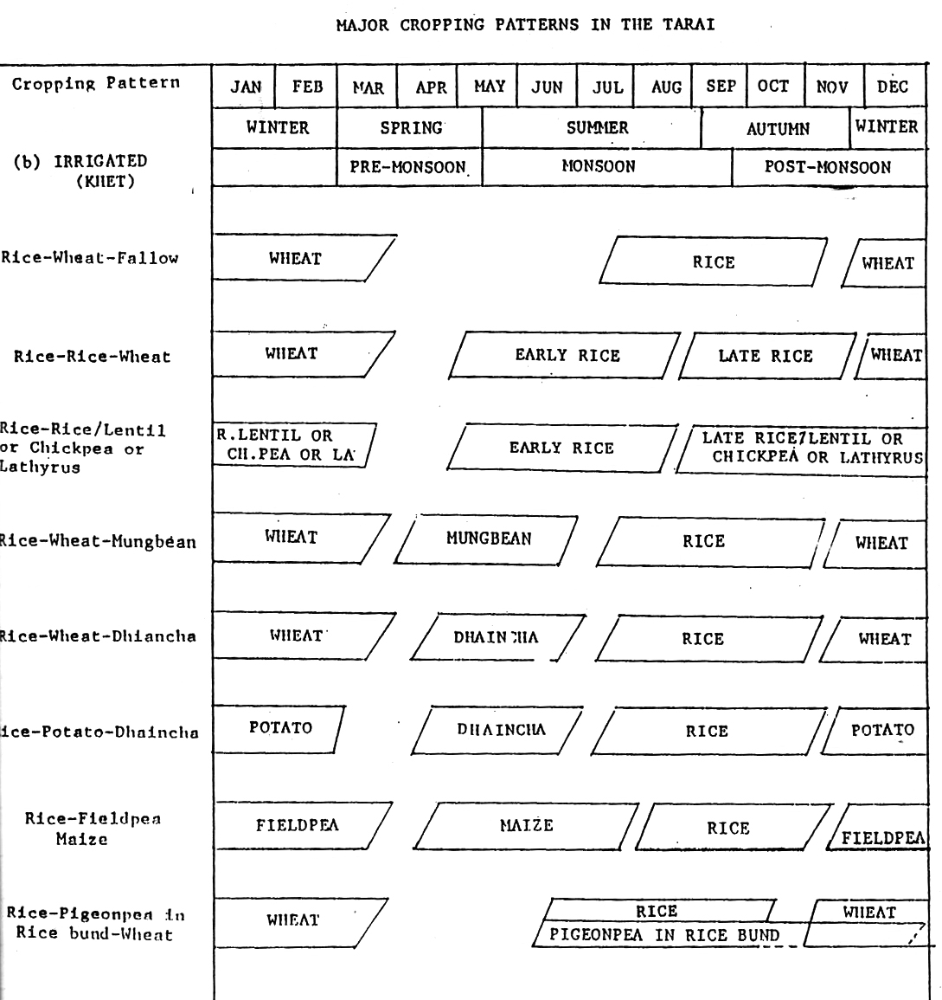 MAJOR CROPPING PATTERNS IN THE TARAI
Cropping Pattern JAN FEB MAR APR MAY JUN JUL AUG SEP OCT NOV DEC
WINTER SPRING SUMMER AUTUMN WINTER
(b) IRRIGATED PRE-MONSOON MONSOON POST-MONSOON
(KHET)
Rice-Wheat-Fallow WHEAT RICE WHEAT
Rice-Rice-Wheat WHEAT EARLY RICE LATE RICE WHEAT
Rice-Rice/Lentil R.LENTIL OR EARLY RICE LATE RICE/LENTIL OR
or Chickpea or CH.PEA OR LA CHICKPEA OR LATHYRUS
Lathyrus
Rice-Wheat-Mungbean WHEAT MUNGBEAN RICE WHEAT
Rice-Wheat-Dhiancha WHEAT DHAINCHA RICE WHEAT
ice-Potato-Dhaincha POTATO DHAINCHA RICE POTATO
Rice-Fieldpea FIELDPEA MAIZE RICE FIELDPEA
Maize
Rice-Pigeonpea in WHEAT RICE WHEAT
Rice bund-Wheat PIGEONPEA IN RICE BUND